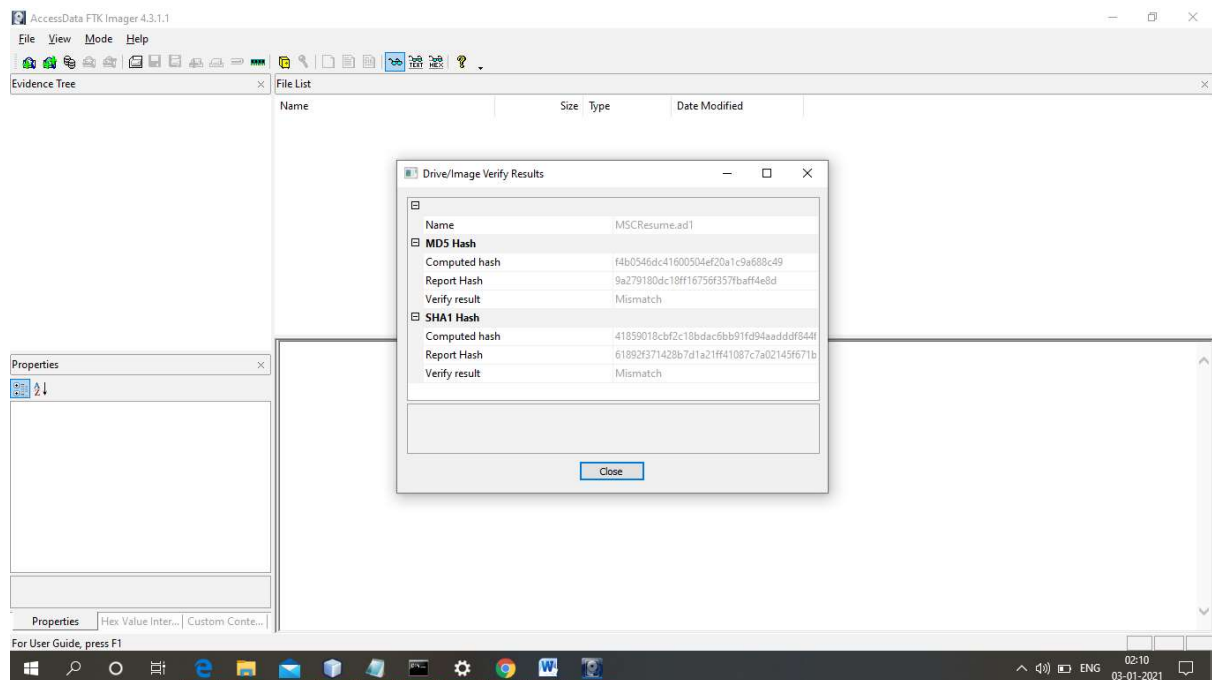 AccessData FTK Imager 4.3.1.1
File View Mode Help
Evidence Tree
File List
Name Size Type Date Modified
Drive/Image Verify Results
Name MSCResume.ad1
MD5 Hash
Computed hash f4b0546dc41600504ef20a1c9a688c49
Report Hash 9a279180dc18ff16756f357fbaff4e8d
Verify result Mismatch
SHA1 Hash
Computed hash 41859018cbf2c18bdac6bb91fd94aadddf844f
Report Hash 61892f371428b7d1a21ff41087c7a02145f671b
Verify result Mismatch
Close
Properties
Properties Hex Value Inter... Custom Conte...
For User Guide, press F1
ENG
02:10
03-01-2021